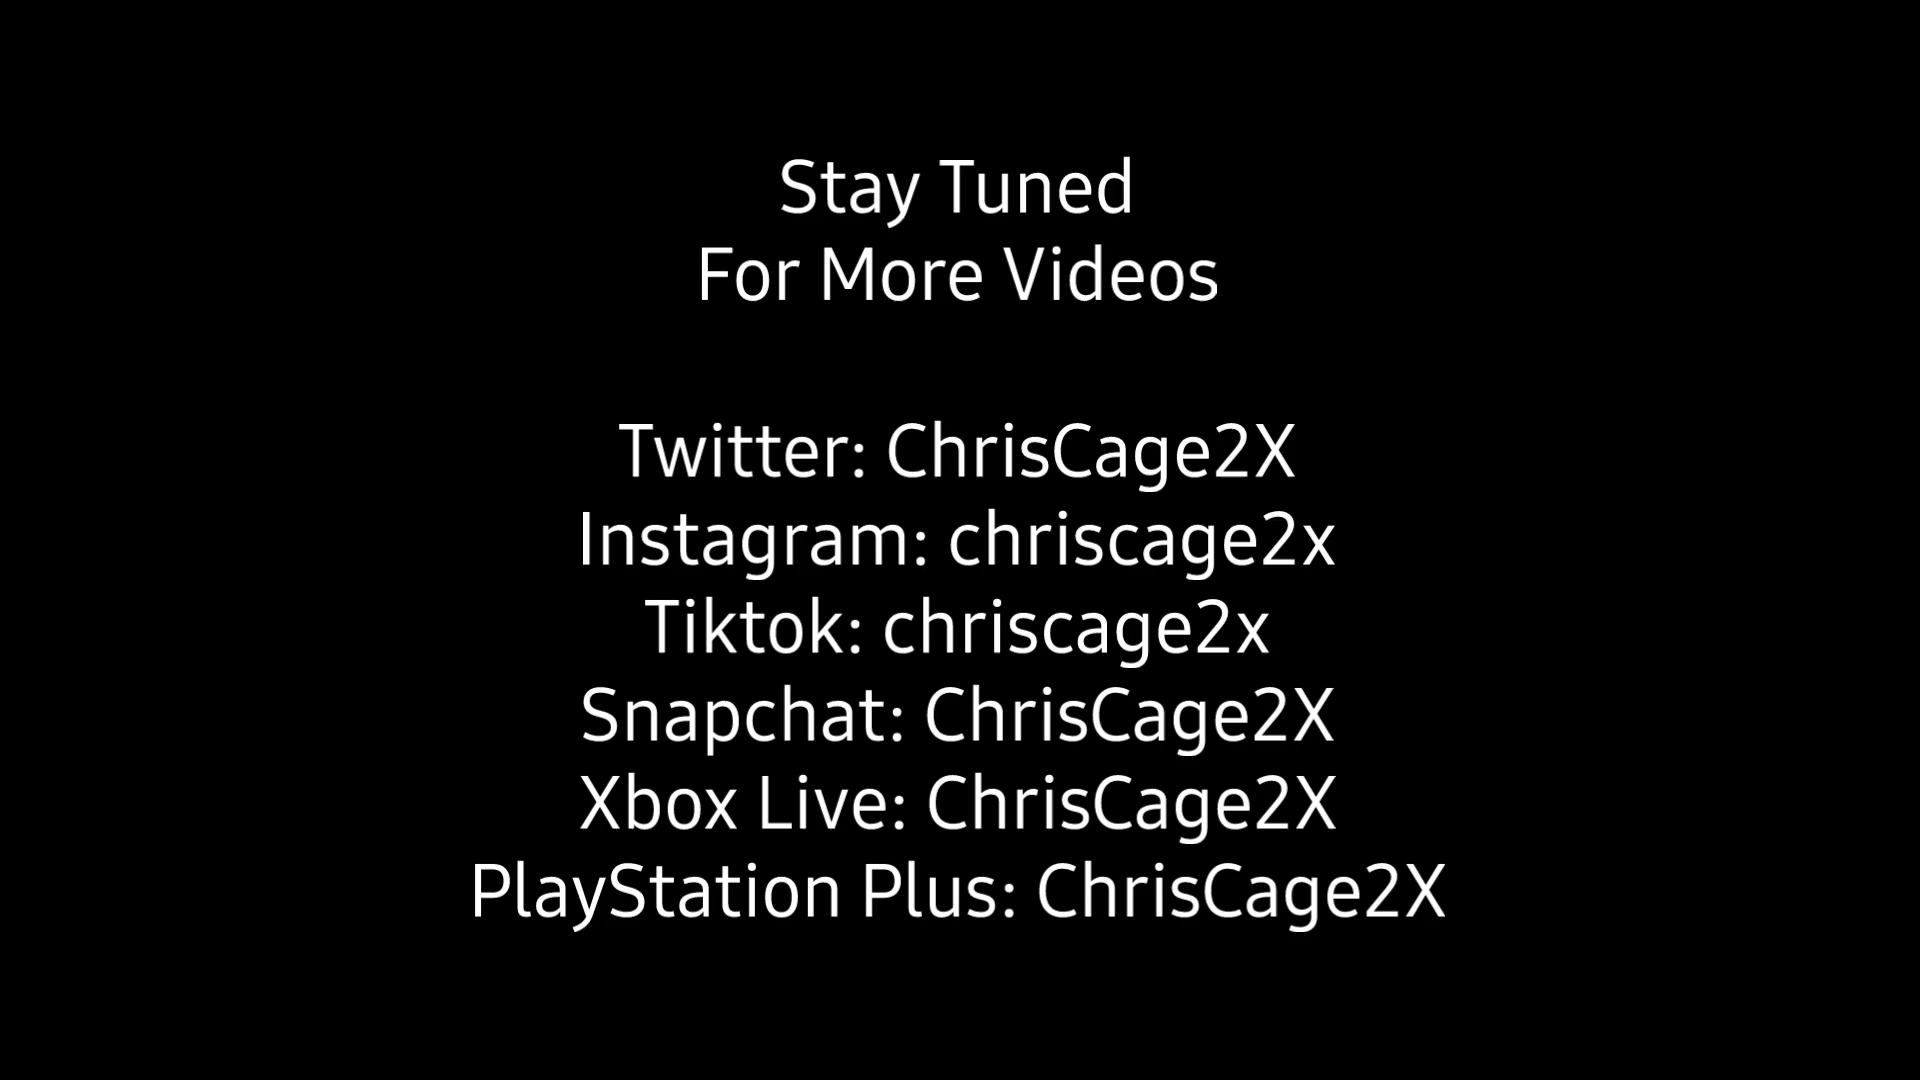 Stay Tuned
For More Videos
Twitter: ChrisCage2X
Instagram: chriscage2x
Tiktok: chriscage2x
Snapchat: ChrisCage2X
Xbox Live: ChrisCage2X
PlayStation Plus: ChrisCage2X